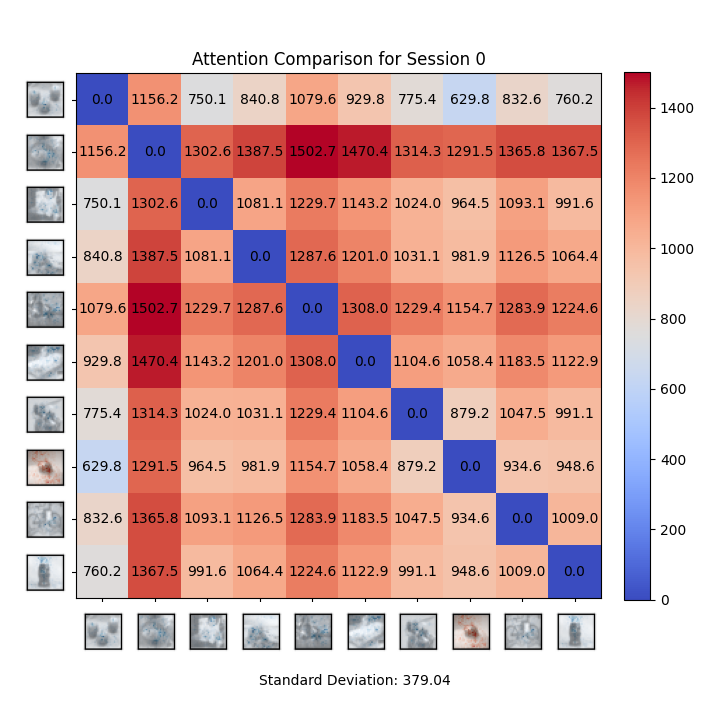 Attention Comparison for Session 0
0.0 1156.2 750.1 840.8 1079.6 929.8 775.4 629.8 832.6 760.2
1156.2 0.0 1302.6 1387.5 1502.7 1470.4 1314.3 1291.5 1365.8 1367.5
750.1 1302.6 0.0 1081.1 1229.7 1143.2 1024.0 964.5 1093.1 991.6
840.8 1387.5 1081.1 0.0 1287.6 1201.0 1031.1 981.9 1126.5 1064.4
1079.6 1502.7 1229.7 1287.6 0.0 1308.0 1229.4 1154.7 1283.9 1224.6
929.8 1470.4 1143.2 1201.0 1308.0 0.0 1104.6 1058.4 1183.5 1122.9
775.4 1314.3 1024.0 1031.1 1229.4 1104.6 0.0 879.2 1047.5 991.1
629.8 1291.5 964.5 981.9 1154.7 1058.4 879.2 0.0 934.6 948.6
832.6 1365.8 1093.1 1126.5 1283.9 1183.5 1047.5 934.6 0.0 1009.0
760.2 1367.5 991.6 1064.4 1224.6 1122.9 991.1 948.6 1009.0 0.0
1400
1200
1000
800
600
400
200
0
Standard Deviation: 379.04